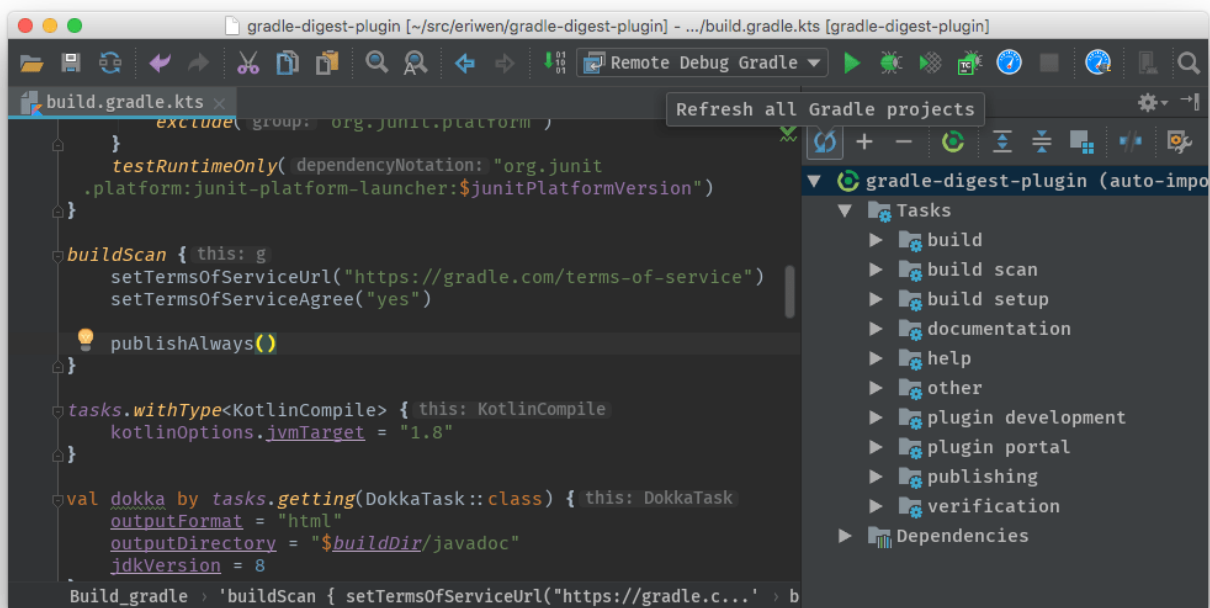 gradle-digest-plugin [~/src/eriwen/gradle-digest-plugin] - .../build.gradle.kts [gradle-digest-plugin]
Remote Debug Gradle
build.gradle.kts
Refresh all Gradle projects
exclude( group: "org.junit.platform")
}
testRuntimeOnly( dependencyNotation: "org.junit
.platform:junit-platform-launcher:$junitPlatformVersion")
}
buildScan { this: g
setTermsOfServiceUrl("https://gradle.com/terms-of-service")
setTermsOfServiceAgree("yes")
publishAlways()
}
tasks.withType<KotlinCompile> { this: KotlinCompile
kotlinOptions.jvmTarget = "1.8"
}
val dokka by tasks.getting(DokkaTask::class) { this: DokkaTask
outputFormat = "html"
outputDirectory = "$buildDir/javadoc"
jdkVersion = 8
Build_gradle › 'buildScan { setTermsOfServiceUrl("https://gradle.c...' › b
gradle-digest-plugin (auto-impo
Tasks
build
build scan
build setup
documentation
help
other
plugin development
plugin portal
publishing
verification
Dependencies